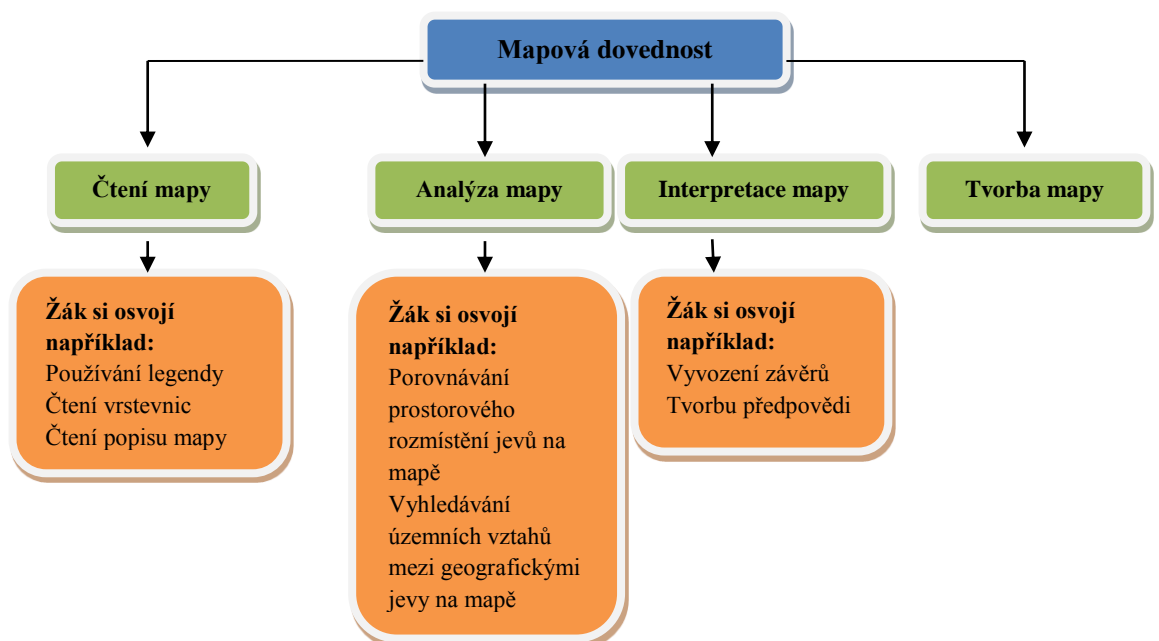 Mapová dovednost
Čtení mapy
Analýza mapy
Interpretace mapy
Tvorba mapy
Žák si osvojí
například:
Používání legendy
Čtení vrstevnic
Čtení popisu mapy
Žák si osvojí
například:
Porovnávání
prostorového
rozmístění jevů na
mapě
Vyhledávání
územních vztahů
mezi geografickými
jevy na mapě
Žák si osvojí
například:
Vyvození závěrů
Tvorbu předpovědi